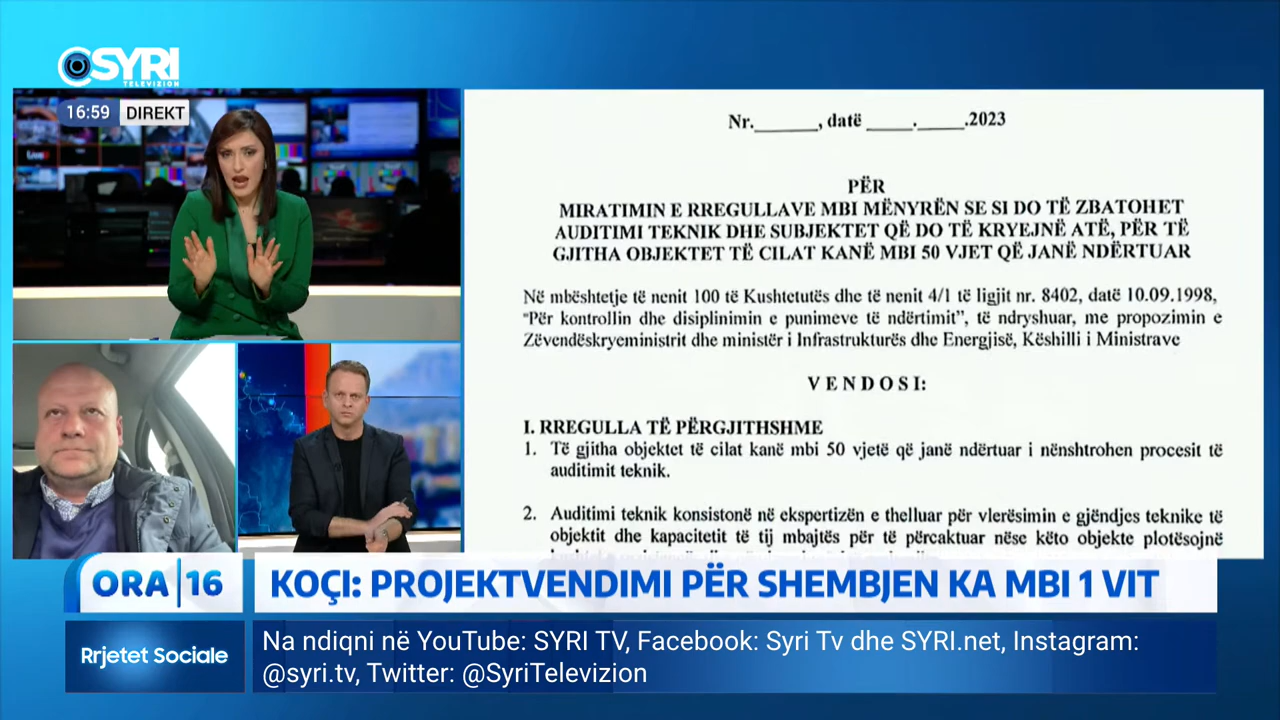 SYRI
TELEVIZION
16:59 DIREKT
Nr.______, datë _____._____.2023
PËR
MIRATIMIN E RREGULLAVE MBI MËNYRËN SE SI DO TË ZBATOHET
AUDITIMI TEKNIK DHE SUBJEKTET QË DO TË KRYEJNË ATË, PËR TË
GJITHA OBJEKTET TË CILAT KANË MBI 50 VJET QË JANË NDËRTUAR
Në mbështetje të nenit 100 të Kushtetutës dhe të nenit 4/1 të ligjit nr. 8402, datë 10.09.1998,
"Për kontrollin dhe disiplinimin e punimeve të ndërtimit", të ndryshuar, me propozimin e
Zëvendëskryeministrit dhe ministër i Infrastrukturës dhe Energjisë, Këshilli i Ministrave
V E N D O S I:
I. RREGULLA TË PËRGJITHSHME
1. Të gjitha objektet të cilat kanë mbi 50 vjetë që janë ndërtuar i nënshtrohen procesit të
auditimit teknik.
2. Auditimi teknik konsistonë në ekspertizën e thelluar për vlerësimin e gjëndjes teknike të
objektit dhe kapacitetit të tij mbajtës për të përcaktuar nëse këto objekte plotësojnë
ORA 16
KOÇI: PROJEKTVENDIMI PËR SHEMBJEN KA MBI 1 VIT
Rrjetet Sociale
Na ndiqni në YouTube: SYRI TV, Facebook: Syri Tv dhe SYRI.net, Instagram:
@syri.tv, Twitter: @SyriTelevizion